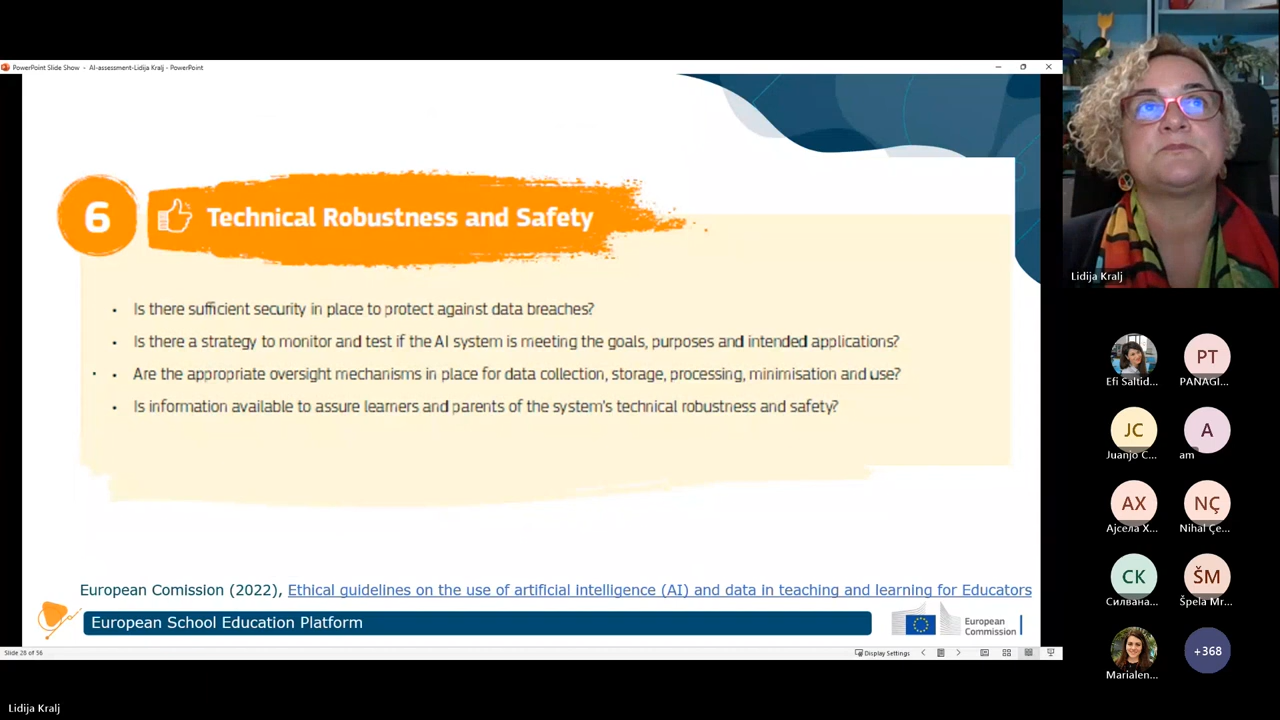 PowerPoint Slide Show - AI-assessment-Lidija Kralj - PowerPoint
6
Technical Robustness and Safety
• Is there sufficient security in place to protect against data breaches?
• Is there a strategy to monitor and test if the AI system is meeting the goals, purposes and intended applications?
• Are the appropriate oversight mechanisms in place for data collection, storage, processing, minimisation and use?
• Is information available to assure learners and parents of the system's technical robustness and safety?
European Comission (2022), Ethical guidelines on the use of artificial intelligence (AI) and data in teaching and learning for Educators
European School Education Platform
European
Commission
Slide 28 of 56
Display Settings
Lidija Kralj
Lidija Kralj
PT
Efi Saltid...
PANAGI...
JC
A
Juanjo C...
am
AX
NÇ
Ајсела Х...
Nihal Çe...
СК
ŠM
Силвана...
Špela Mr...
+368
Marialen...